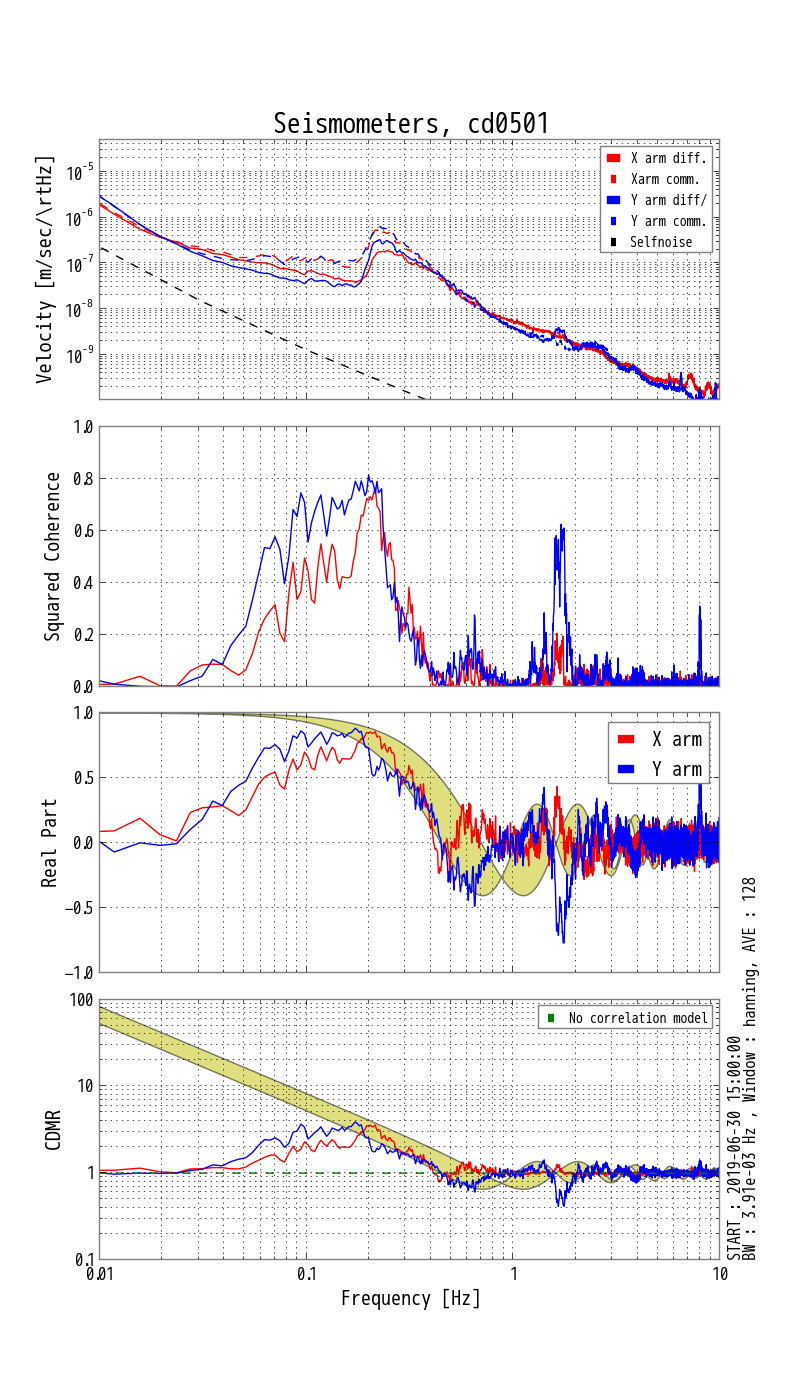 Seismometers, cd0501
Velocity [m/sec/\rtHz]
10^-5
10^-6
10^-7
10^-8
10^-9
X arm diff.
Xarm comm.
Y arm diff/
Y arm comm.
Selfnoise
Squared Coherence
1.0
0.8
0.6
0.4
0.2
0.0
Real Part
1.0
0.5
0.0
−0.5
−1.0
X arm
Y arm
CDMR
100
10
1
0.1
No correlation model
0.01 0.1 1 10
Frequency [Hz]
START : 2019-06-30 15:00:00
BW : 3.91e-03 Hz , Window : hanning, AVE : 128